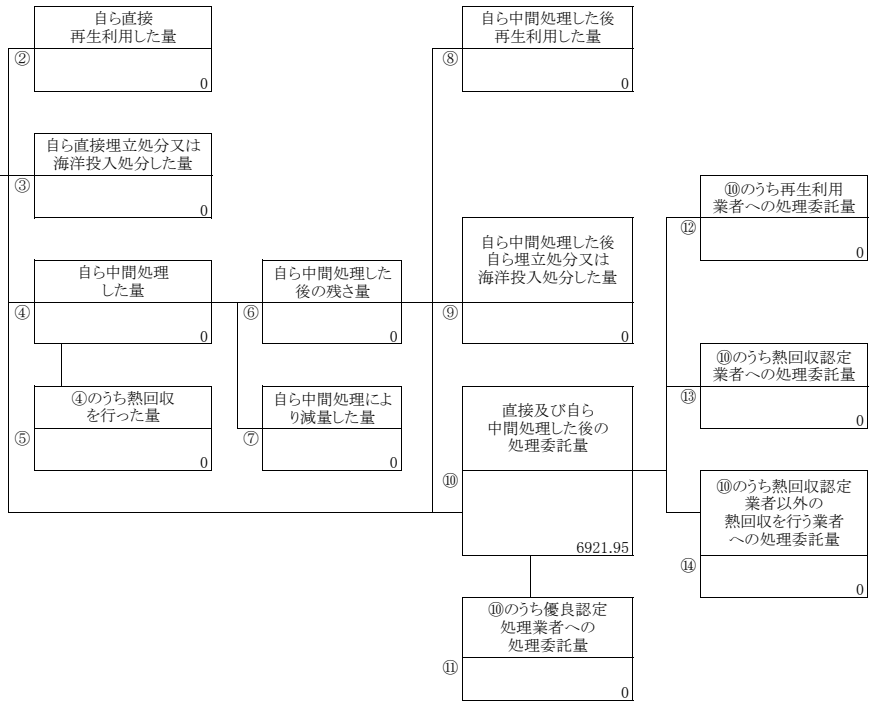 自ら直接
再生利用した量
②
0
自ら直接埋立処分又は
海洋投入処分した量
③
0
自ら中間処理
した量
④
0
④のうち熱回収
を行った量
⑤
0
自ら中間処理した
後の残さ量
⑥
0
自ら中間処理によ
り減量した量
⑦
0
自ら中間処理した後
再生利用した量
⑧
0
自ら中間処理した後
自ら埋立処分又は
海洋投入処分した量
⑨
0
直接及び自ら
中間処理した後の
処理委託量
⑩
6921.95
⑩のうち優良認定
処理業者への
処理委託量
⑪
0
⑩のうち再生利用
業者への処理委託量
⑫
0
⑩のうち熱回収認定
業者への処理委託量
⑬
0
⑩のうち熱回収認定
業者以外の
熱回収を行う業者
への処理委託量
⑭
0